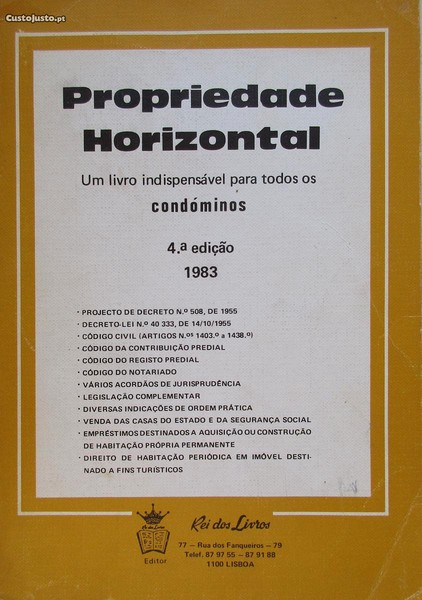 CustoJusto.pt
Propriedade
Horizontal
Um livro indispensável para todos os
condóminos
4.ª edição
1983
· PROJECTO DE DECRETO N.º 508, DE 1955
· DECRETO-LEI N.º 40 333, DE 14/10/1955
· CÓDIGO CIVIL (ARTIGOS N.os 1403.º a 1438.º)
· CÓDIGO DA CONTRIBUIÇÃO PREDIAL
· CÓDIGO DO REGISTO PREDIAL
· CÓDIGO DO NOTARIADO
· VÁRIOS ACORDÃOS DE JURISPRUDÊNCIA
· LEGISLAÇÃO COMPLEMENTAR
· DIVERSAS INDICAÇÕES DE ORDEM PRÁTICA
· VENDA DAS CASAS DO ESTADO E DA SEGURANÇA SOCIAL
· EMPRÉSTIMOS DESTINADOS A AQUISIÇÃO OU CONSTRUÇÃO
DE HABITAÇÃO PRÓPRIA PERMANENTE
· DIREITO DE HABITAÇÃO PERIÓDICA EM IMÓVEL DESTI-
NADO A FINS TURÍSTICOS
Rei dos Livros
Editor
Rei dos Livros
77 – Rua dos Fanqueiros – 79
Telef. 87 97 55 – 87 91 88
1100 LISBOA